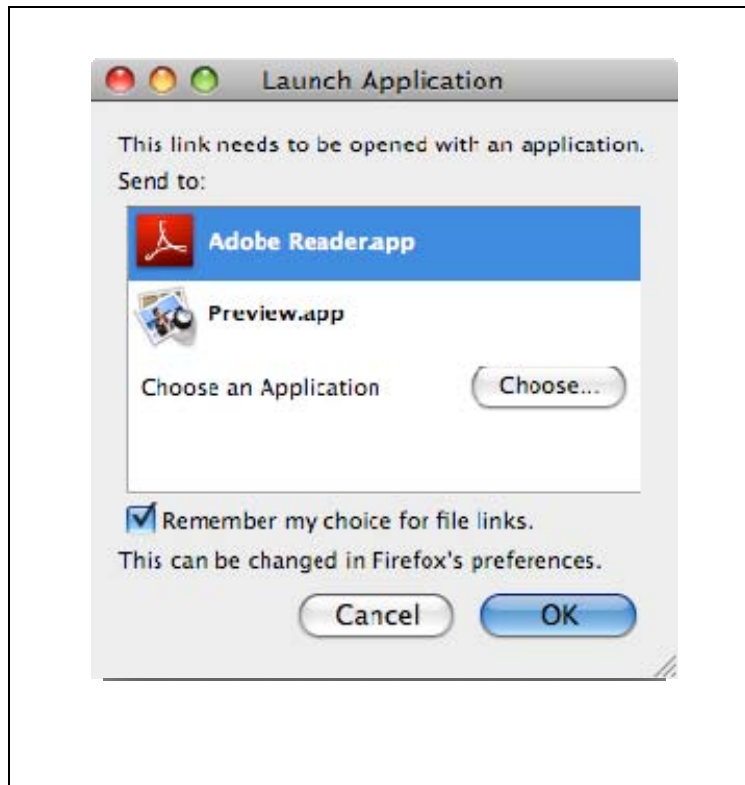 Launch Application
This link needs to be opened with an application.
Send to:
Adobe Reader.app
Preview.app
Choose an Application
Choose...
Remember my choice for file links.
This can be changed in Firefox's preferences.
Cancel
OK